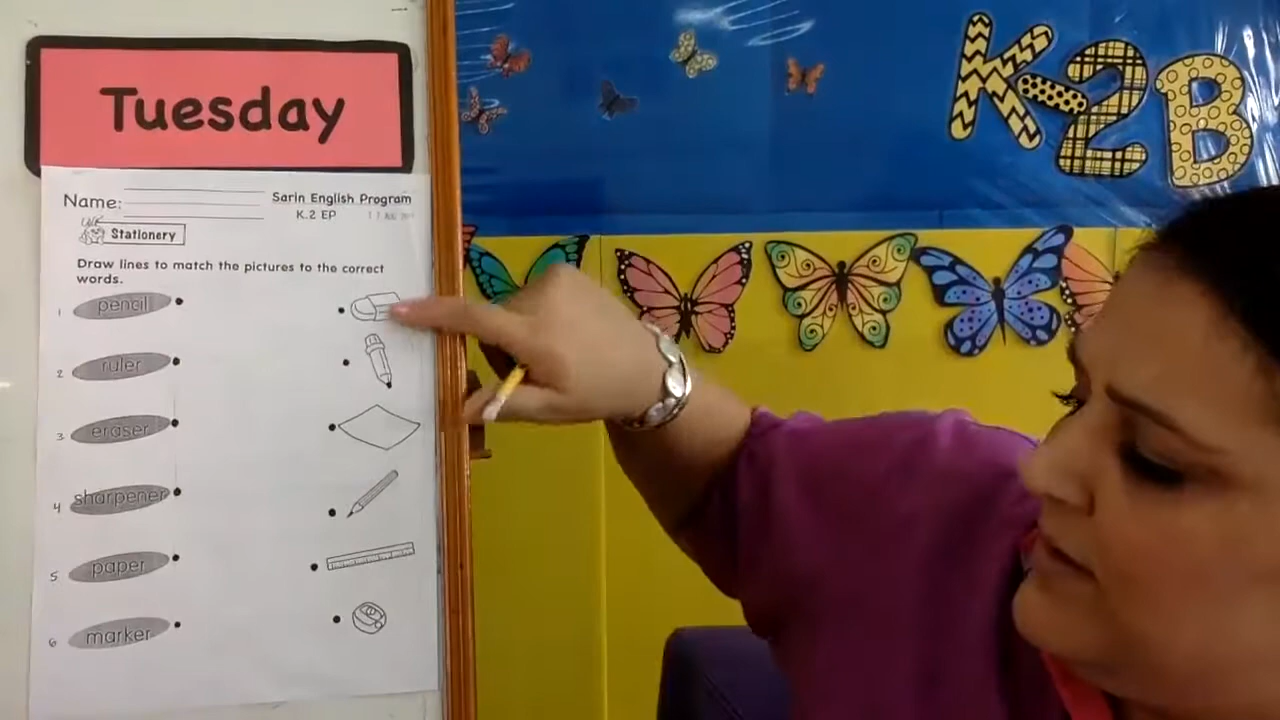 Tuesday
K-2B
Name:
Sarin English Program
K.2 EP
Stationery
Draw lines to match the pictures to the correct
words.
1 pencil
2 ruler
3 eraser
4 sharpener
5 paper
6 marker